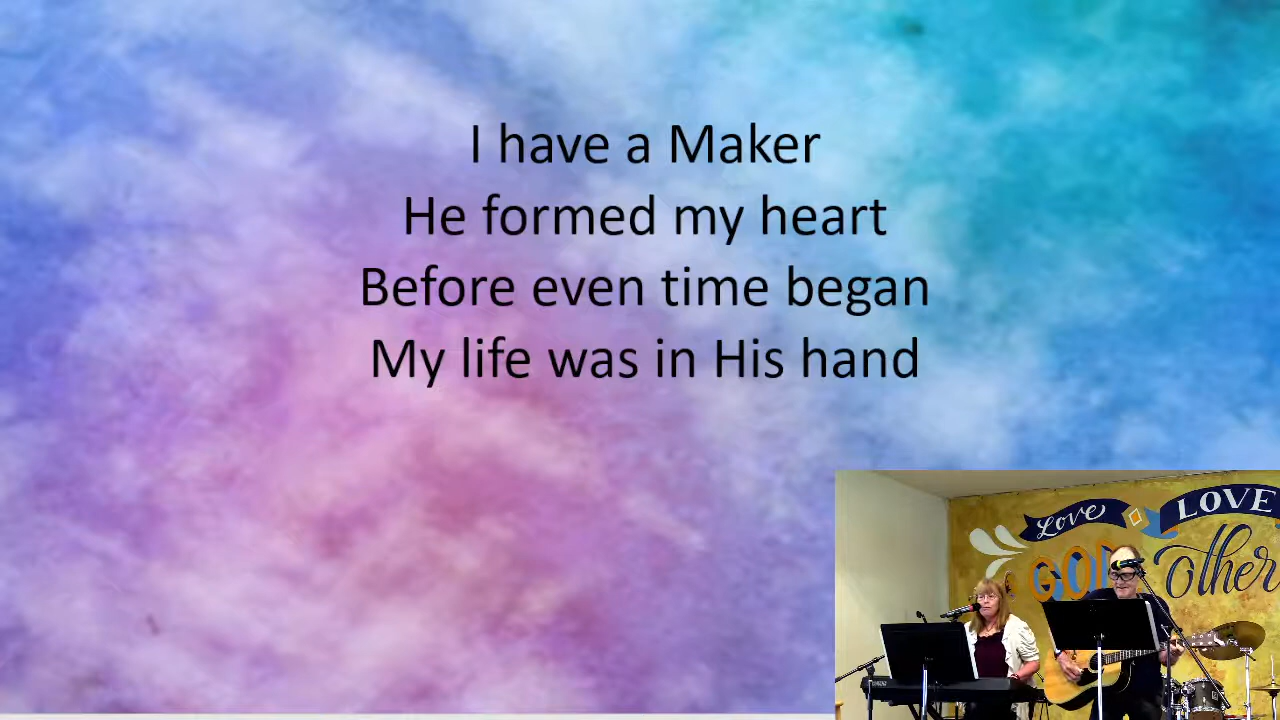 I have a Maker
He formed my heart
Before even time began
My life was in His hand
Love LOVE
GOD Other